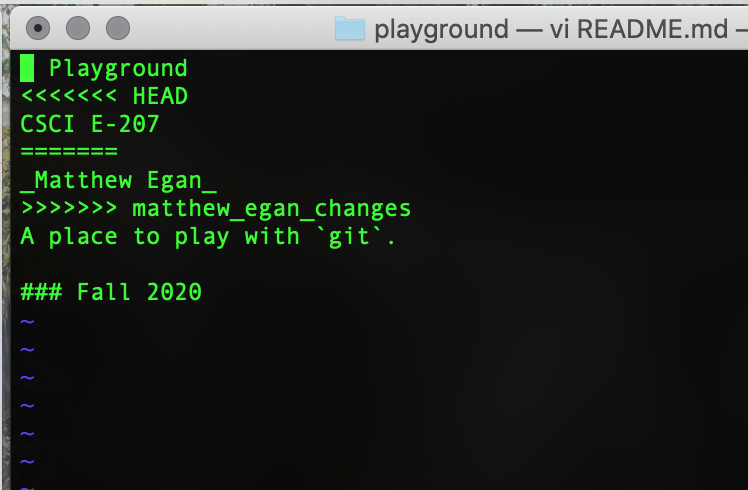 playground — vi README.md —
Playground
<<<<<<< HEAD
CSCI E-207
=======
_Matthew Egan_
>>>>>>> matthew_egan_changes
A place to play with `git`.
### Fall 2020
~
~
~
~
~
~
~